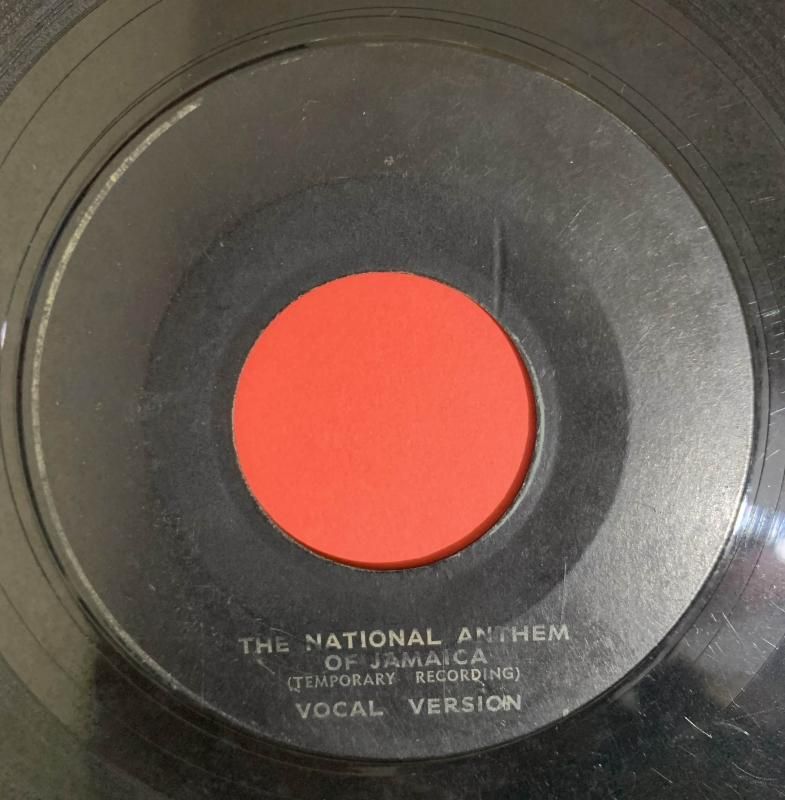 THE NATIONAL ANTHEM
OF JAMAICA
(TEMPORARY RECORDING)
VOCAL VERSION